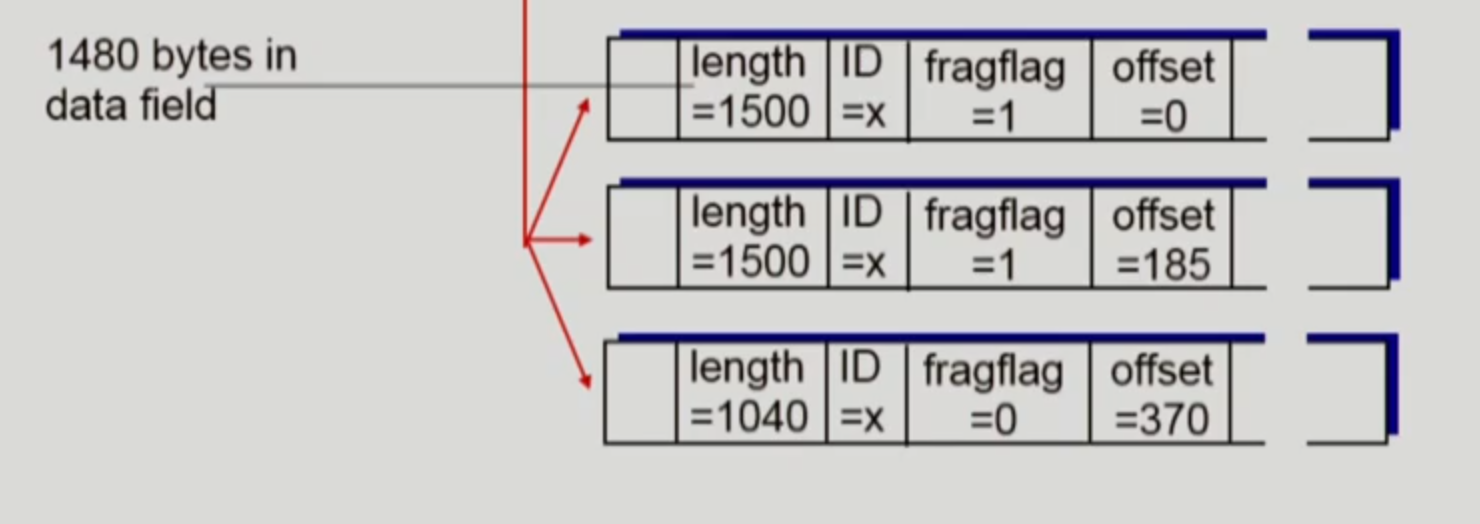 1480 bytes in
data field
length ID fragflag offset
=1500 =x =1 =0
length ID fragflag offset
=1500 =x =1 =185
length ID fragflag offset
=1040 =x =0 =370